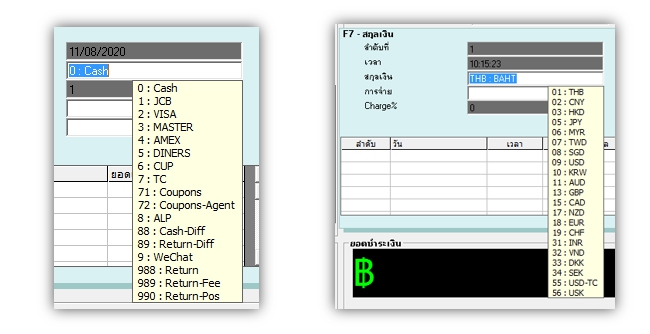 11/08/2020
0 : Cash
1
0 : Cash
1 : JCB
2 : VISA
3 : MASTER
4 : AMEX
5 : DINERS
6 : CUP
7 : TC
71 : Coupons
72 : Coupons-Agent
8 : ALP
88 : Cash-Diff
89 : Return-Diff
9 : WeChat
988 : Return
989 : Return-Fee
990 : Return-Pos
ยอด
F7 - สกุลเงิน
ลำดับที่ 1
เวลา 10:15:23
สกุลเงิน THB : BAHT
การจ่าย
Charge% 0
01 : THB
02 : CNY
03 : HKD
05 : JPY
06 : MYR
07 : TWD
08 : SGD
09 : USD
10 : KRW
11 : AUD
13 : GBP
15 : CAD
17 : NZD
18 : EUR
19 : CHF
31 : INR
32 : VND
33 : DKK
34 : SEK
55 : USD-TC
56 : USK
ลำดับ วัน เวลา ล
ยอดชำระเงิน
฿